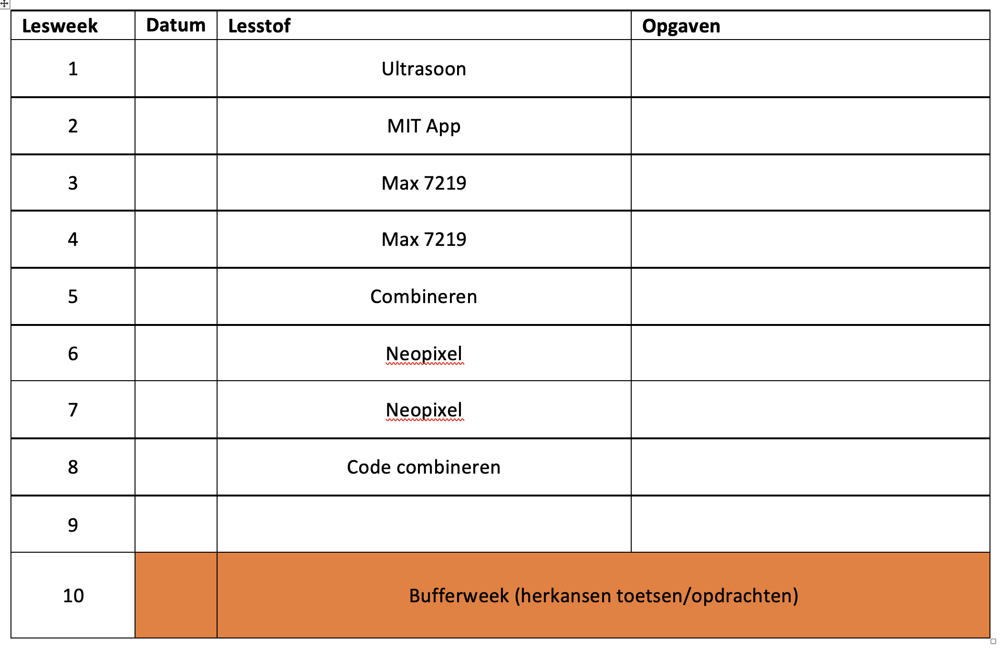 Lesweek Datum Lesstof Opgaven
1 Ultrasoon
2 MIT App
3 Max 7219
4 Max 7219
5 Combineren
6 Neopixel
7 Neopixel
8 Code combineren
9
10 Bufferweek (herkansen toetsen/opdrachten)